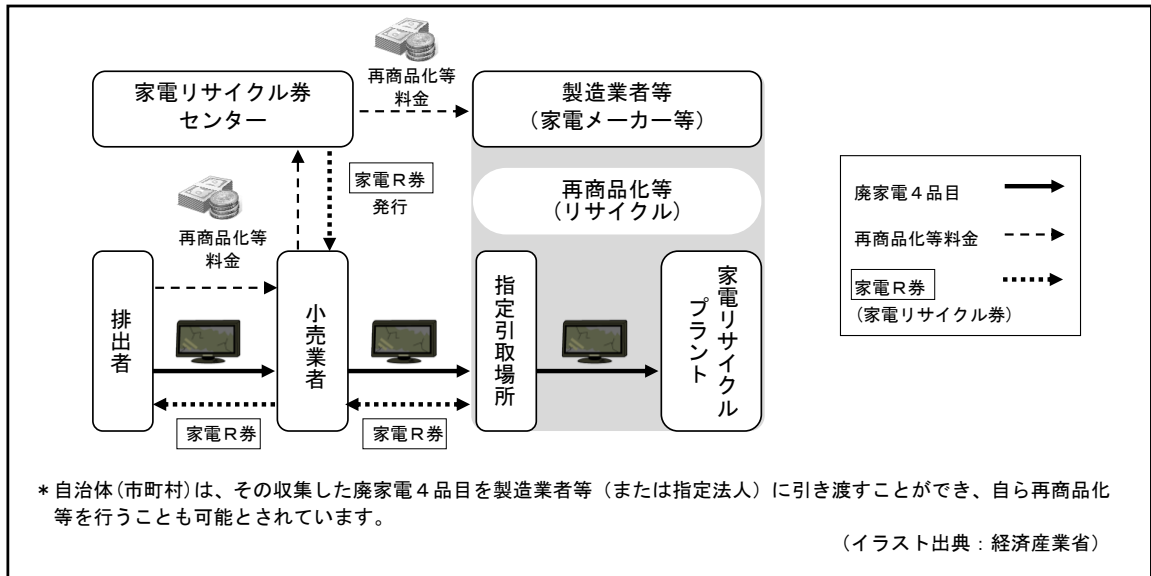 再商品化等
料金
家電リサイクル券
センター
製造業者等
(家電メーカー等)
家電R券
発行
再商品化等
(リサイクル)
再商品化等
料金
排出者
小売業者
指定引取場所
家電リサイクル
プラント
家電R券
家電R券
廃家電4品目
再商品化等料金
家電R券
(家電リサイクル券)
*自治体(市町村)は、その収集した廃家電4品目を製造業者等(または指定法人)に引き渡すことができ、自ら再商品化
等を行うことも可能とされています。
(イラスト出典:経済産業省)